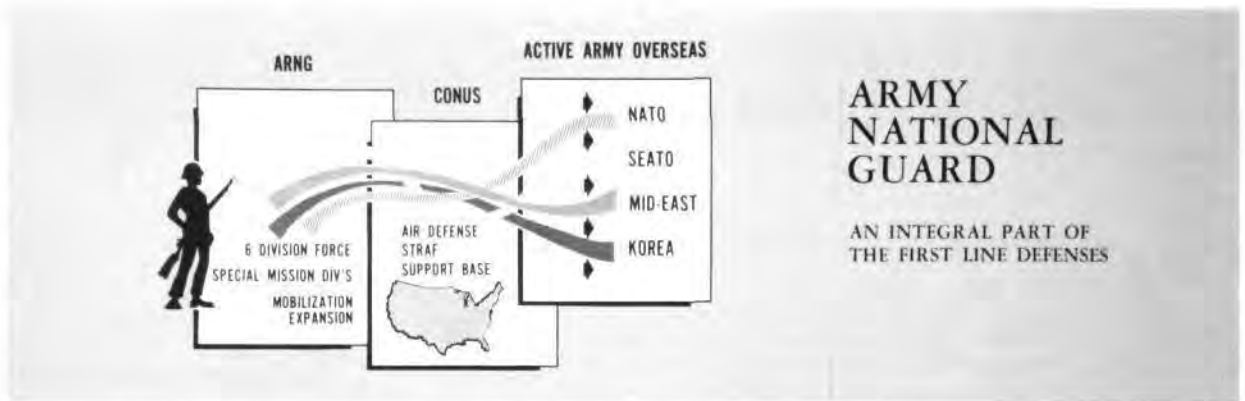 ARNG
6 DIVISION FORCE
SPECIAL MISSION DIV'S
MOBILIZATION
EXPANSION
CONUS
AIR DEFENSE
STRAF
SUPPORT BASE
ACTIVE ARMY OVERSEAS
NATO
SEATO
MID-EAST
KOREA
ARMY
NATIONAL
GUARD
AN INTEGRAL PART OF
THE FIRST LINE DEFENSES